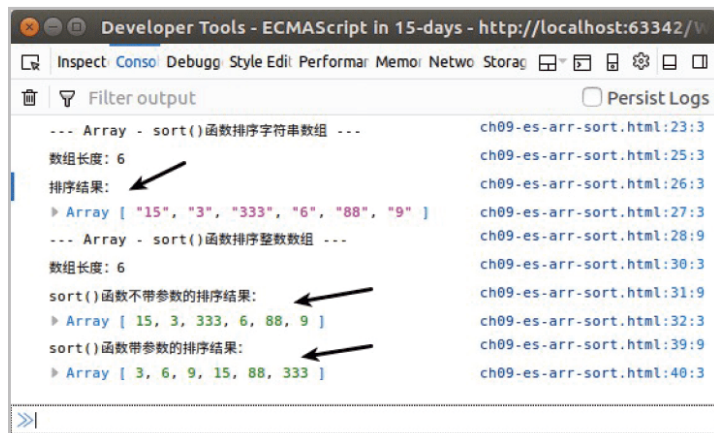 Developer Tools - ECMAScript in 15-days - http://localhost:63342/W
Inspect Conso Debugg Style Edit Performar Memo Netwo Storag
Filter output Persist Logs
--- Array - sort()函数排序字符串数组 --- ch09-es-arr-sort.html:23:3
数组长度：6 ch09-es-arr-sort.html:25:3
排序结果： ch09-es-arr-sort.html:26:3
Array [ "15", "3", "333", "6", "88", "9" ] ch09-es-arr-sort.html:27:3
--- Array - sort()函数排序整数数组 --- ch09-es-arr-sort.html:28:9
数组长度：6 ch09-es-arr-sort.html:30:3
sort()函数不带参数的排序结果： ch09-es-arr-sort.html:31:9
Array [ 15, 3, 333, 6, 88, 9 ] ch09-es-arr-sort.html:32:3
sort()函数带参数的排序结果： ch09-es-arr-sort.html:39:9
Array [ 3, 6, 9, 15, 88, 333 ] ch09-es-arr-sort.html:40:3